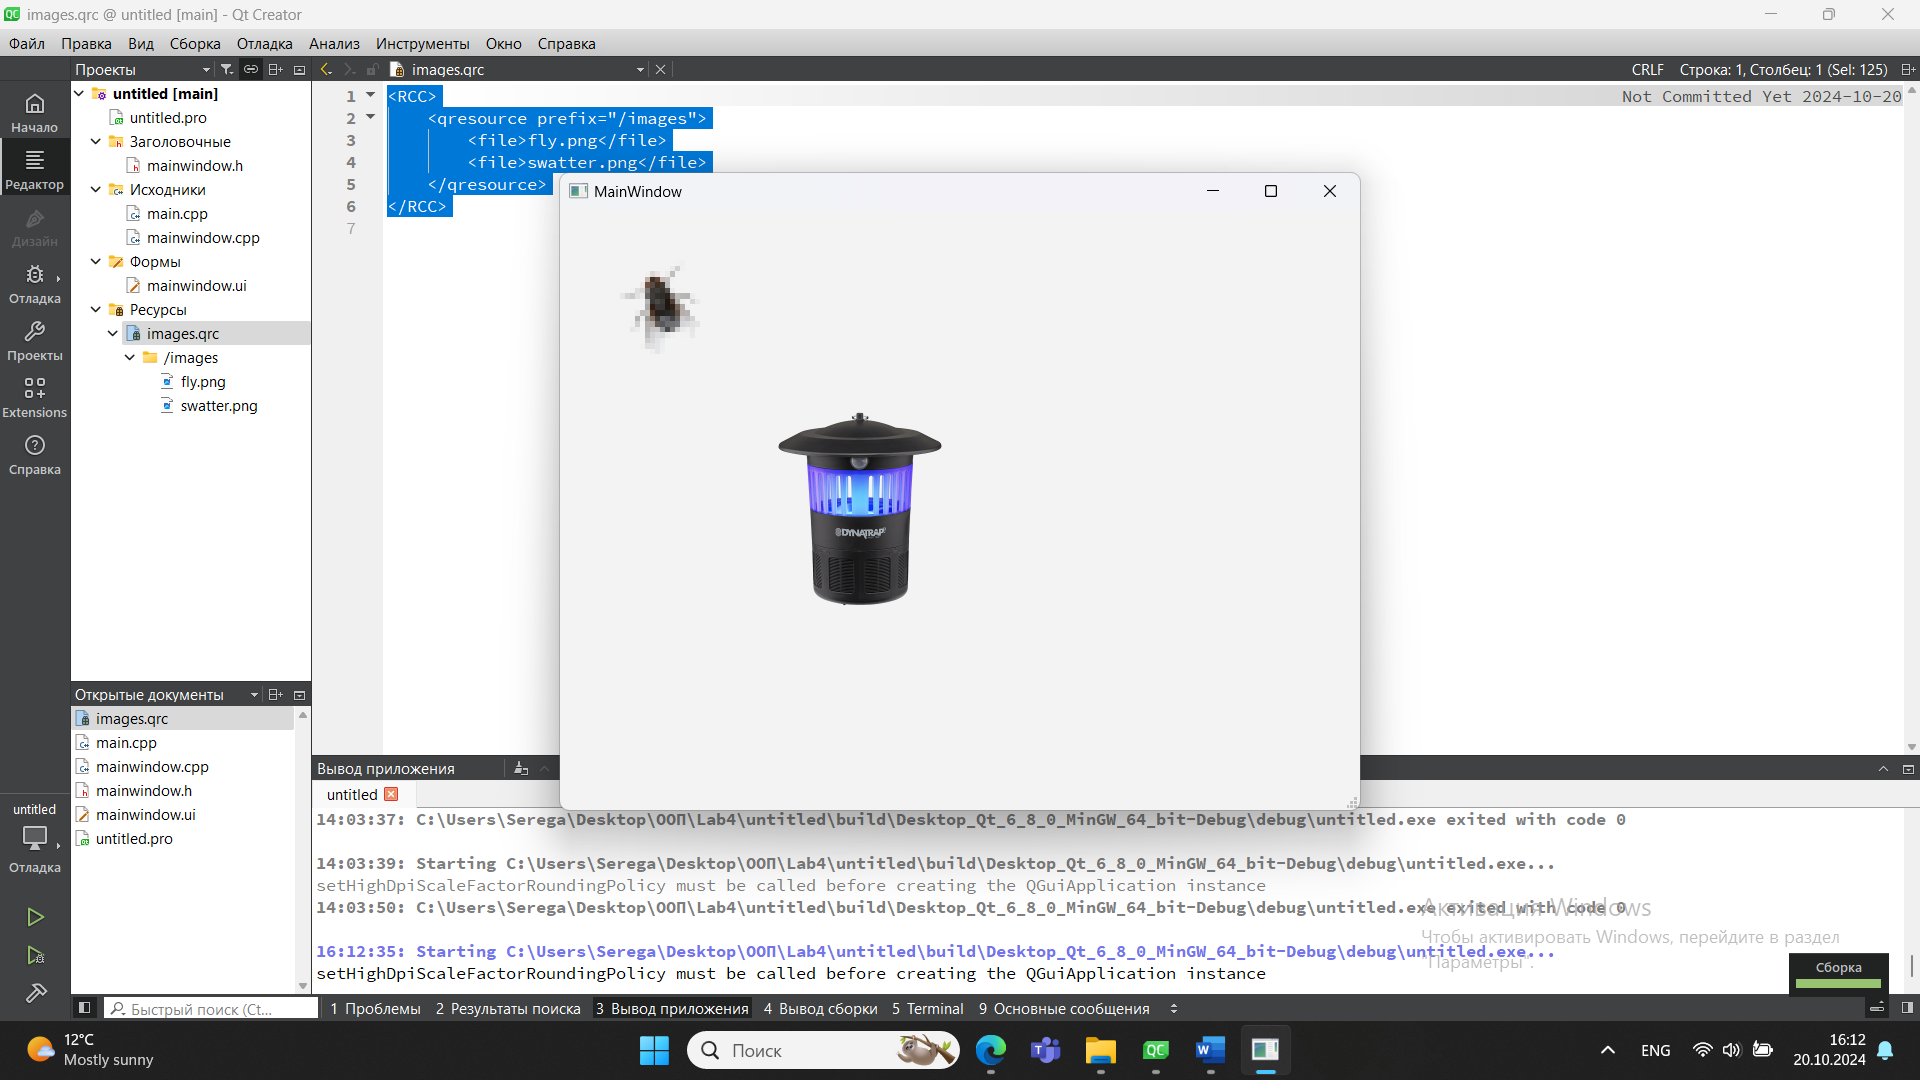 images.qrc @ untitled [main] - Qt Creator
Файл Правка Вид Сборка Отладка Анализ Инструменты Окно Справка
Проекты
images.qrc
CRLF Строка: 1, Столбец: 1 (Sel: 125)
Начало
Редактор
Дизайн
Отладка
Проекты
Extensions
Справка
untitled [main]
untitled.pro
Заголовочные
mainwindow.h
Исходники
main.cpp
mainwindow.cpp
Формы
mainwindow.ui
Ресурсы
images.qrc
/images
fly.png
swatter.png
1 <RCC> Not Committed Yet 2024-10-20
2 <qresource prefix="/images">
3 <file>fly.png</file>
4 <file>swatter.png</file>
5 </qresource>
6 </RCC>
7
MainWindow
DYNATRAP
Открытые документы
images.qrc
main.cpp
mainwindow.cpp
mainwindow.h
mainwindow.ui
untitled.pro
untitled
Отладка
Вывод приложения
untitled
14:03:37: C:\Users\Serega\Desktop\ООП\Lab4\untitled\build\Desktop_Qt_6_8_0_MinGW_64_bit-Debug\debug\untitled.exe exited with code 0
14:03:39: Starting C:\Users\Serega\Desktop\ООП\Lab4\untitled\build\Desktop_Qt_6_8_0_MinGW_64_bit-Debug\debug\untitled.exe...
setHighDpiScaleFactorRoundingPolicy must be called before creating the QGuiApplication instance
14:03:50: C:\Users\Serega\Desktop\ООП\Lab4\untitled\build\Desktop_Qt_6_8_0_MinGW_64_bit-Debug\debug\untitled.exe exited with code 0
16:12:35: Starting C:\Users\Serega\Desktop\ООП\Lab4\untitled\build\Desktop_Qt_6_8_0_MinGW_64_bit-Debug\debug\untitled.exe...
setHighDpiScaleFactorRoundingPolicy must be called before creating the QGuiApplication instance
Активация Windows
Чтобы активировать Windows, перейдите в раздел
"Параметры".
Сборка
Быстрый поиск (Ct...
1 Проблемы 2 Результаты поиска 3 Вывод приложения 4 Вывод сборки 5 Terminal 9 Основные сообщения
12°C
Mostly sunny
Поиск
ENG
16:12
20.10.2024